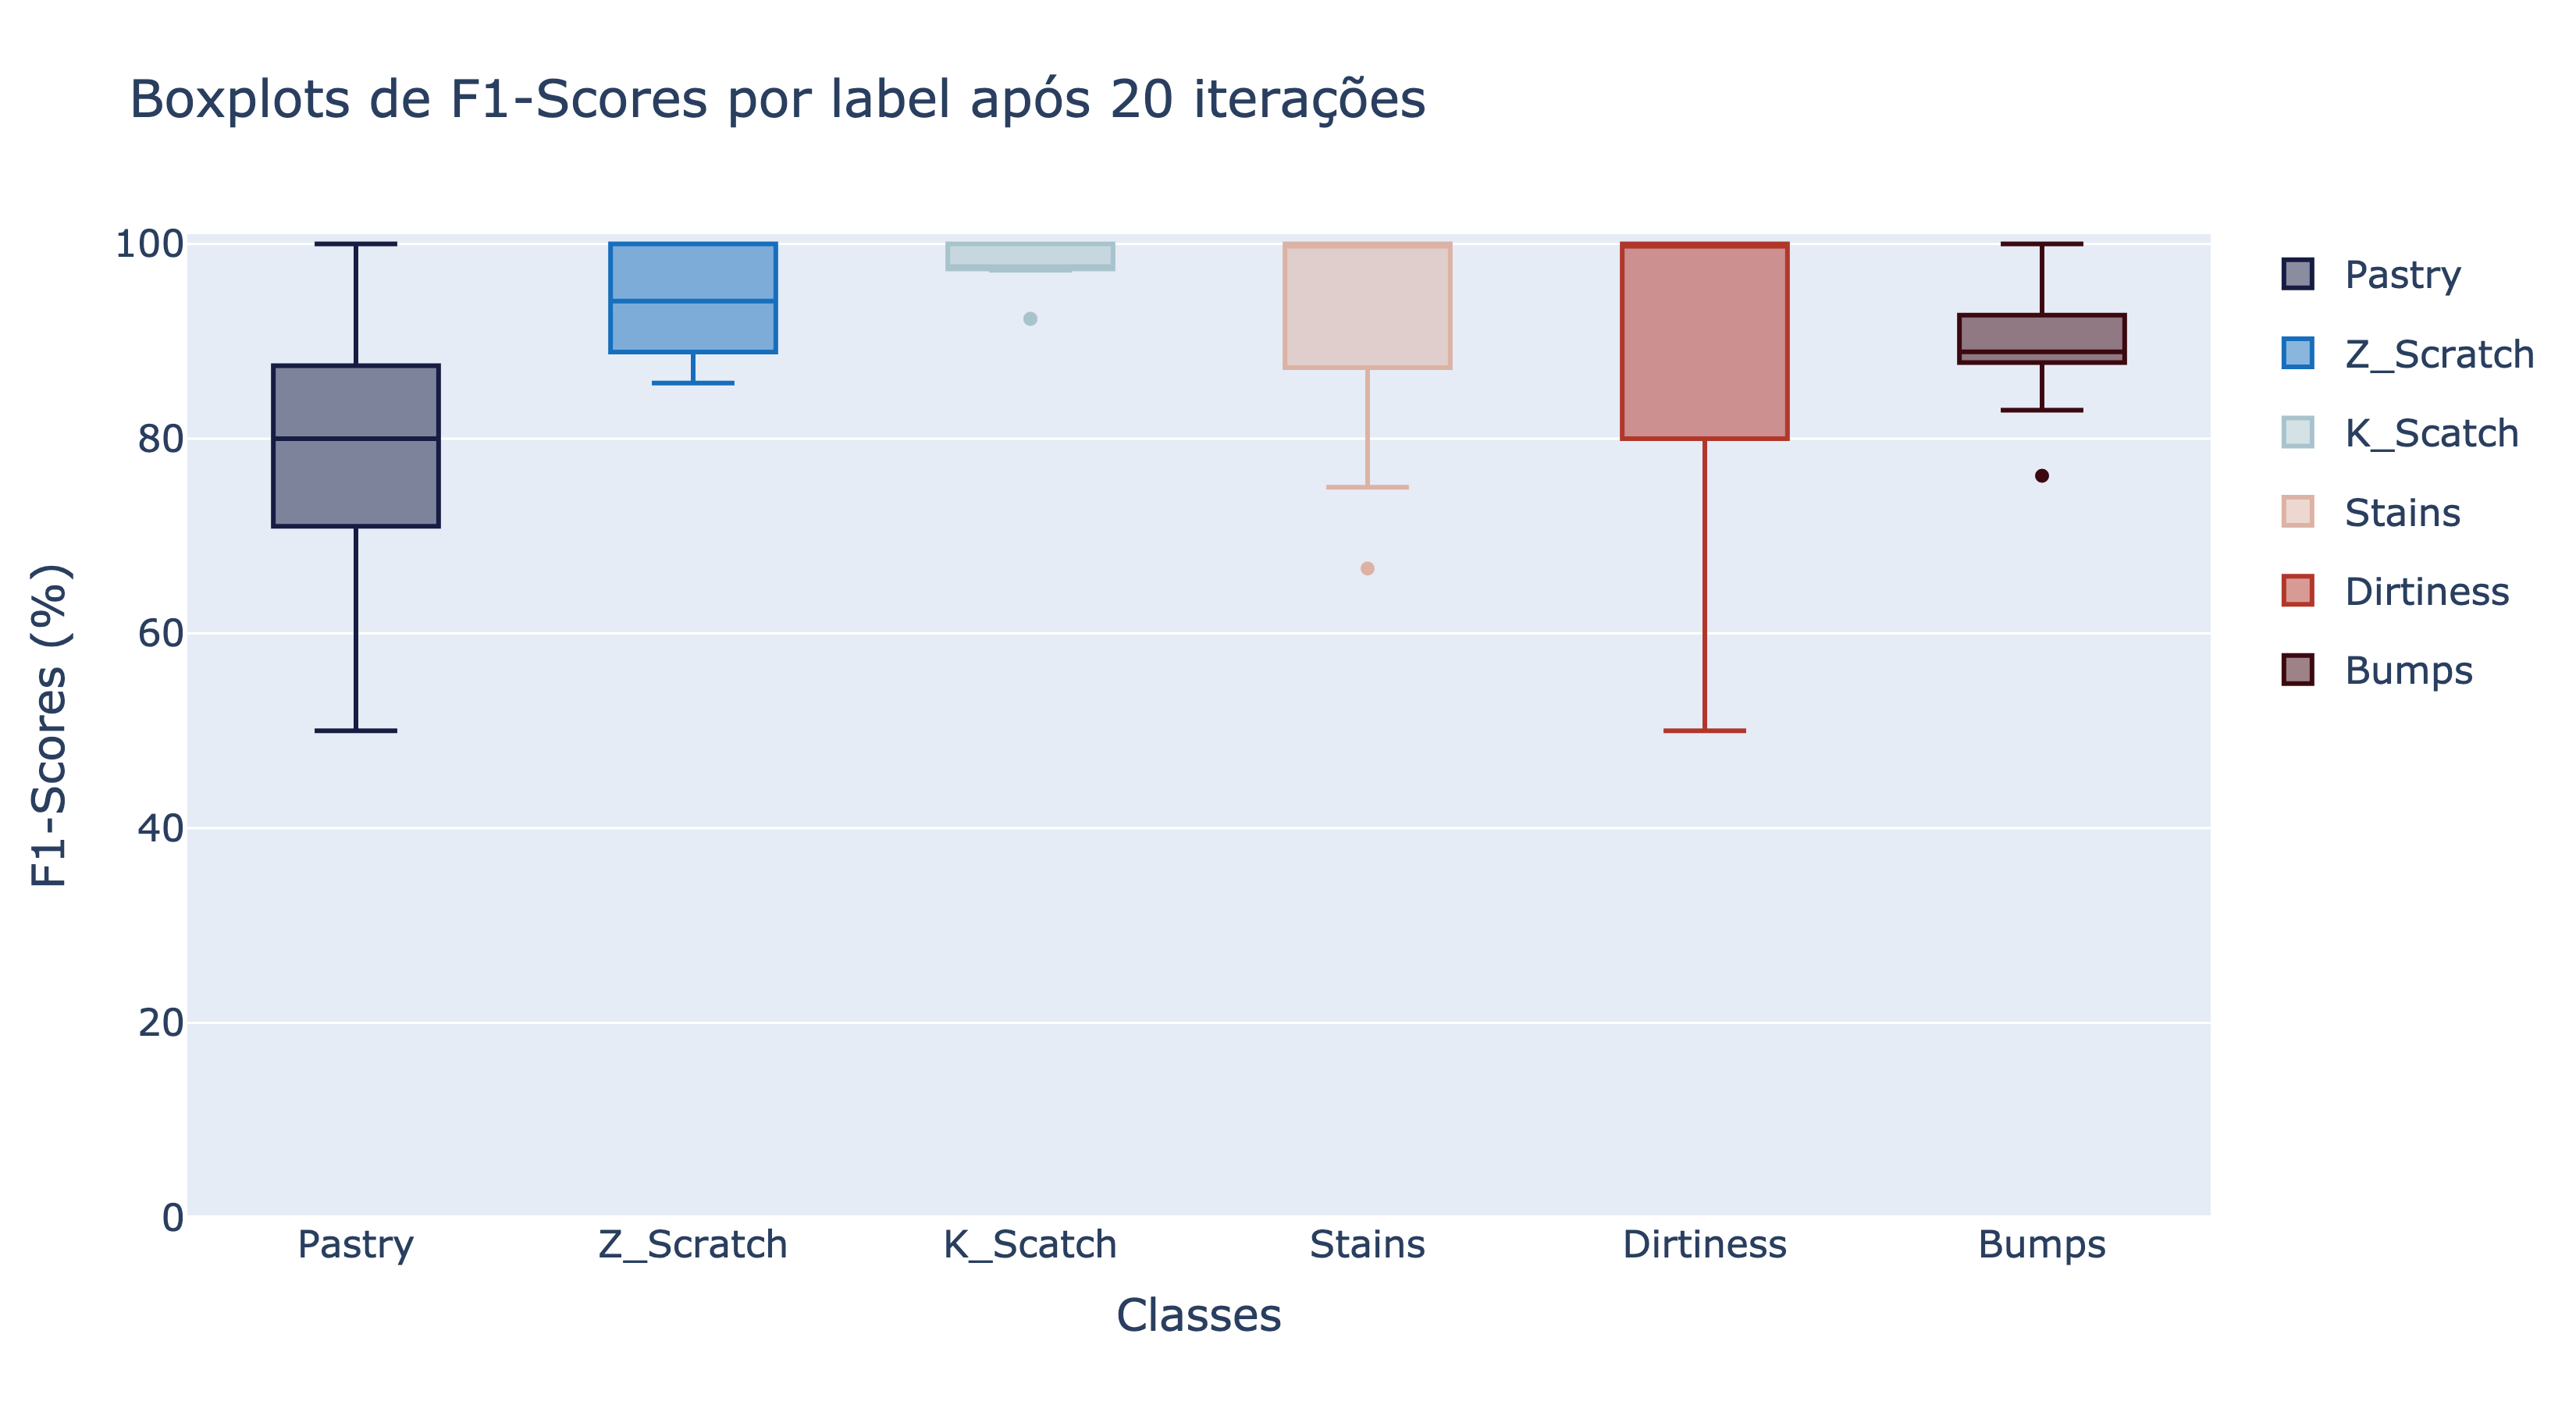 Boxplots de F1-Scores por label após 20 iterações
F1-Scores (%)
100
80
60
40
20
0
Pastry
Z_Scratch
K_Scatch
Stains
Dirtiness
Bumps
Classes
Pastry
Z_Scratch
K_Scatch
Stains
Dirtiness
Bumps